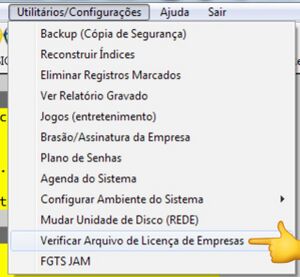 Utilitários/Configurações Ajuda Sair
Backup (Cópia de Segurança)
Reconstruir Índices
Eliminar Registros Marcados
Ver Relatório Gravado
Jogos (entretenimento)
Brasão/Assinatura da Empresa
Plano de Senhas
Agenda do Sistema
Configurar Ambiente do Sistema
Mudar Unidade de Disco (REDE)
Verificar Arquivo de Licença de Empresas
FGTS JAM